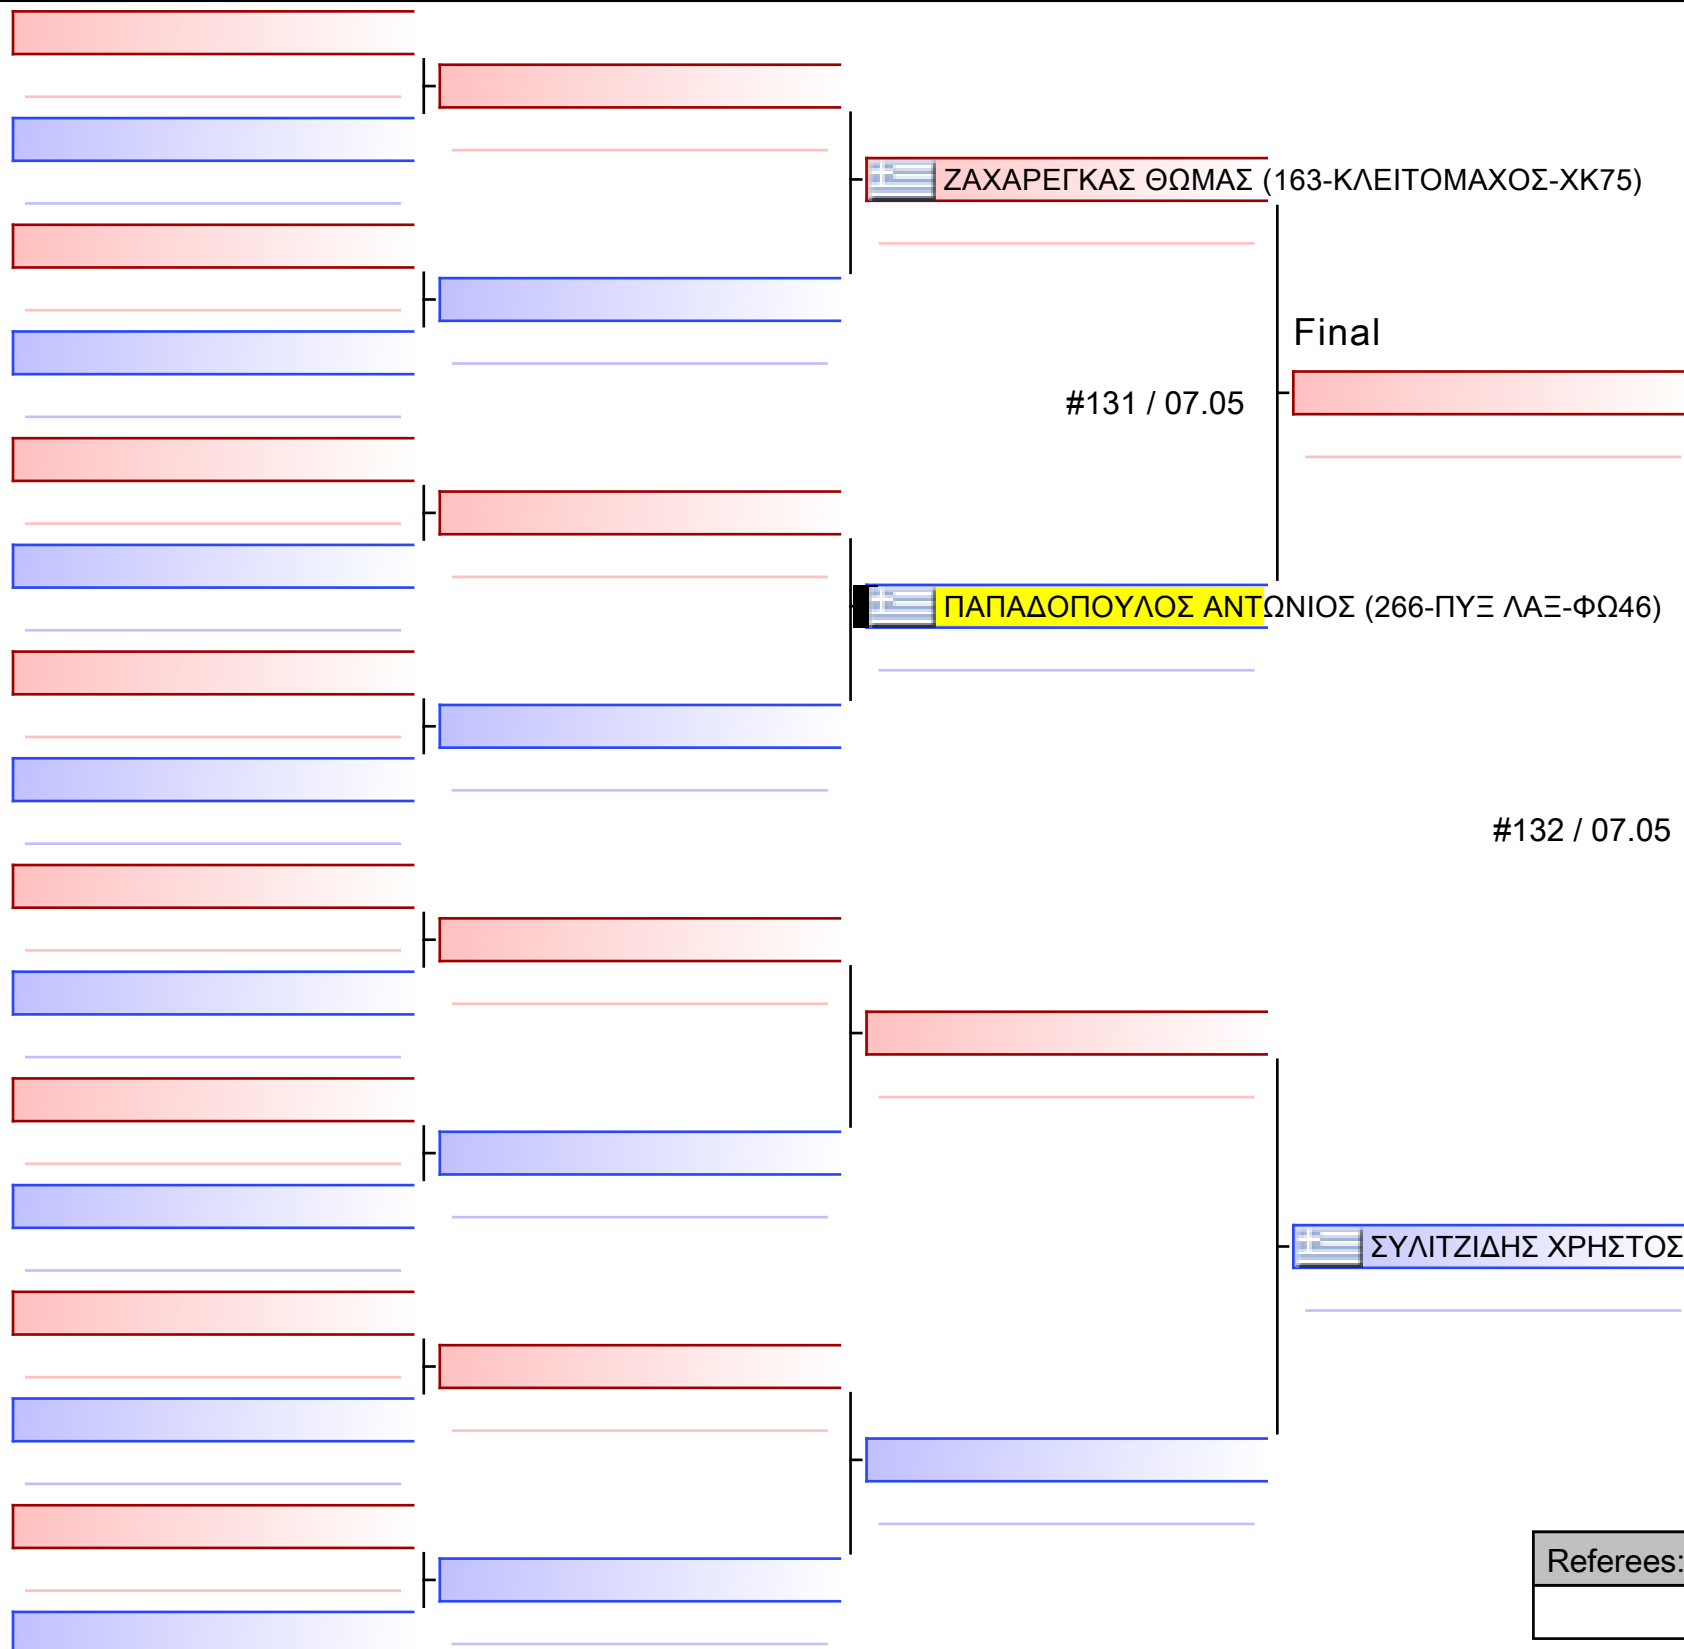 ΖΑΧΑΡΕΓΚΑΣ ΘΩΜΑΣ (163-ΚΛΕΙΤΟΜΑΧΟΣ-ΧΚ75)
Final
#131 / 07.05
ΠΑΠΑΔΟΠΟΥΛΟΣ ΑΝΤΩΝΙΟΣ (266-ΠΥΞ ΛΑΞ-ΦΩ46)
#132 / 07.05
ΣΥΛΙΤΖΙΔΗΣ ΧΡΗΣΤΟΣ
Referees: